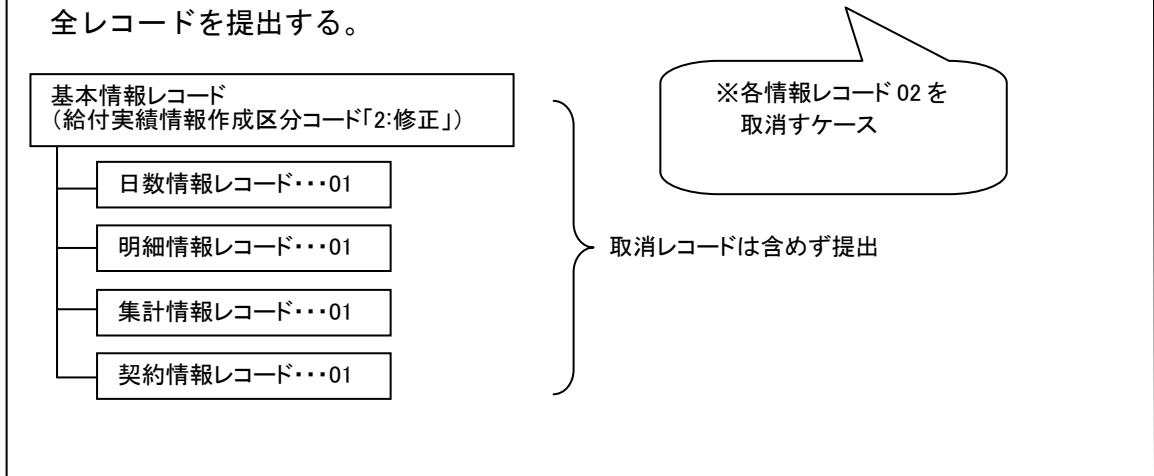 全レコードを提出する。
※各情報レコード 02 を
取消すケース
基本情報レコード
（給付実績情報作成区分コード「2:修正」）
日数情報レコード・・・01
明細情報レコード・・・01
取消レコードは含めず提出
集計情報レコード・・・01
契約情報レコード・・・01